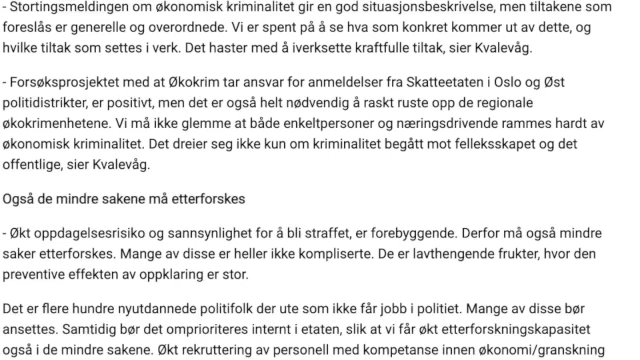 - Stortingsmeldingen om økonomisk kriminalitet gir en god situasjonsbeskrivelse, men tiltakene som
foreslås er generelle og overordnede. Vi er spent på å se hva som konkret kommer ut av dette, og
hvilke tiltak som settes i verk. Det haster med å iverksette kraftfulle tiltak, sier Kvalevåg.
- Forsøksprosjektet med at Økokrim tar ansvar for anmeldelser fra Skatteetaten i Oslo og Øst
politidistrikter, er positivt, men det er også helt nødvendig å raskt ruste opp de regionale
økokrimenhetene. Vi må ikke glemme at både enkeltpersoner og næringsdrivende rammes hardt av
økonomisk kriminalitet. Det dreier seg ikke kun om kriminalitet begått mot felleksskapet og det
offentlige, sier Kvalevåg.
Også de mindre sakene må etterforskes
- Økt oppdagelsesrisiko og sannsynlighet for å bli straffet, er forebyggende. Derfor må også mindre
saker etterforskes. Mange av disse er heller ikke kompliserte. De er lavthengende frukter, hvor den
preventive effekten av oppklaring er stor.
Det er flere hundre nyutdannede politifolk der ute som ikke får jobb i politiet. Mange av disse bør
ansettes. Samtidig bør det omprioriteres internt i etaten, slik at vi får økt etterforskningskapasitet
også i de mindre sakene. Økt rekruttering av personell med kompetanse innen økonomi/granskning